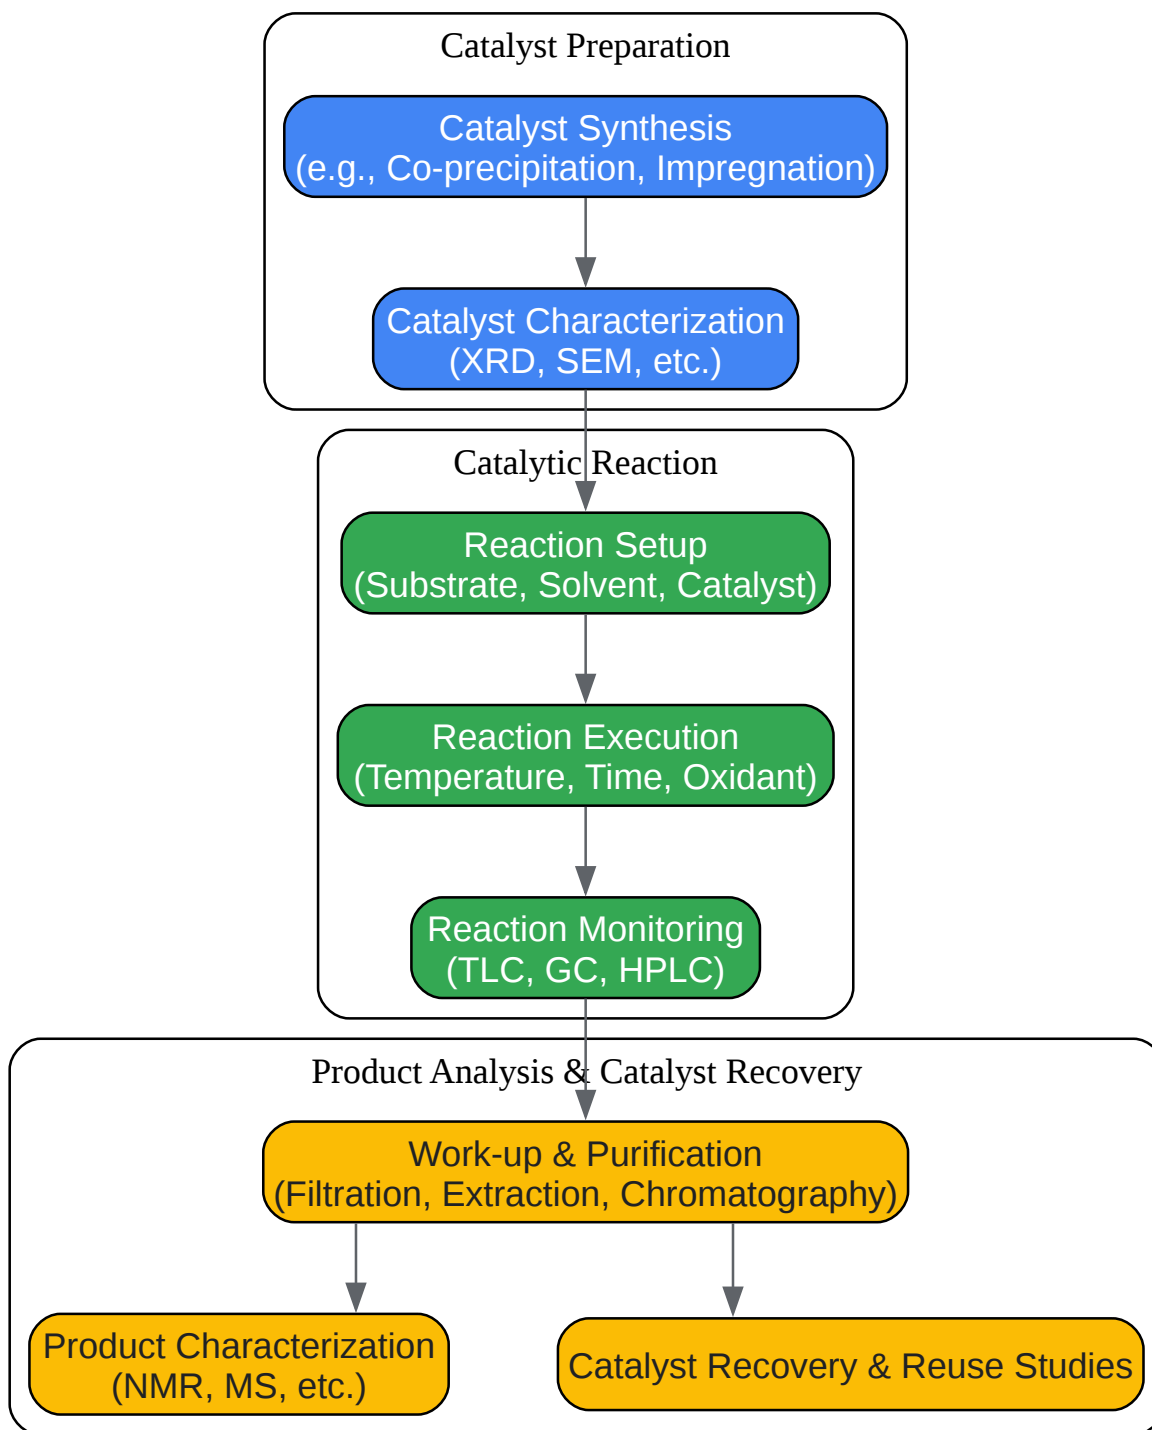 Catalyst Preparation
Catalyst Synthesis
(e.g., Co-precipitation, Impregnation)
Catalyst Characterization
(XRD, SEM, etc.)
Catalytic Reaction
Reaction Setup
(Substrate, Solvent, Catalyst)
Reaction Execution
(Temperature, Time, Oxidant)
Reaction Monitoring
(TLC, GC, HPLC)
Product Analysis & Catalyst Recovery
Work-up & Purification
(Filtration, Extraction, Chromatography)
Product Characterization
(NMR, MS, etc.)
Catalyst Recovery & Reuse Studies